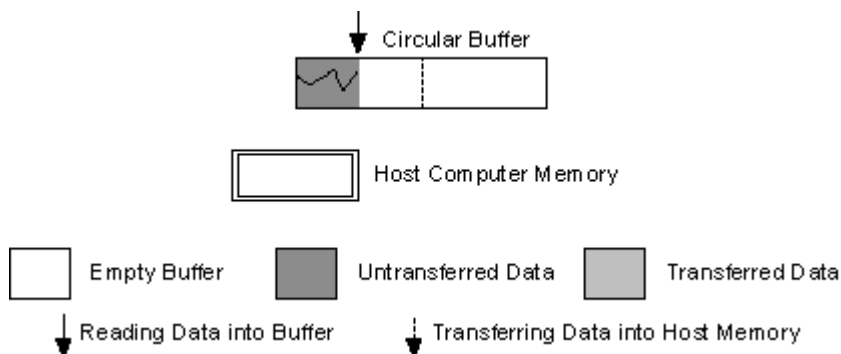 Circular Buffer
Host Computer Memory
Empty Buffer Untransferred Data Transferred Data
Reading Data into Buffer Transferring Data into Host Memory